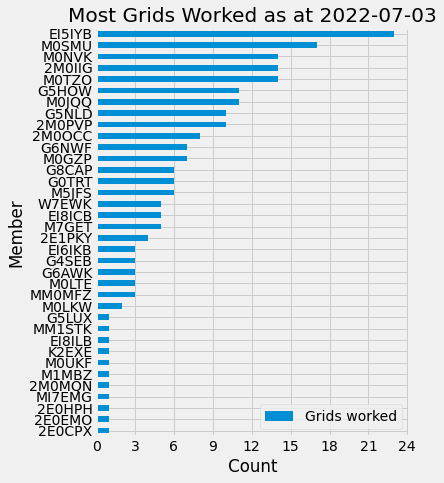 Most Grids Worked as at 2022-07-03
Member
EI5IYB
M0SMU
M0NVK
2M0IIG
M0TZO
G5HOW
M0JQQ
G5NLD
2M0PVP
2M0OCC
G6NWF
M0GZP
G8CAP
G0TRT
M5JFS
W7EWK
EI8ICB
M7GET
2E1PKY
EI6IKB
G4SEB
G6AWK
M0LTE
MM0MFZ
M0LKW
G5LUX
MM1STK
EI8ILB
K2EXE
M0UKF
M1MBZ
2M0MQN
MI7EMG
2E0HPH
2E0EMO
2E0CPX
Grids worked
0 3 6 9 12 15 18 21 24
Count